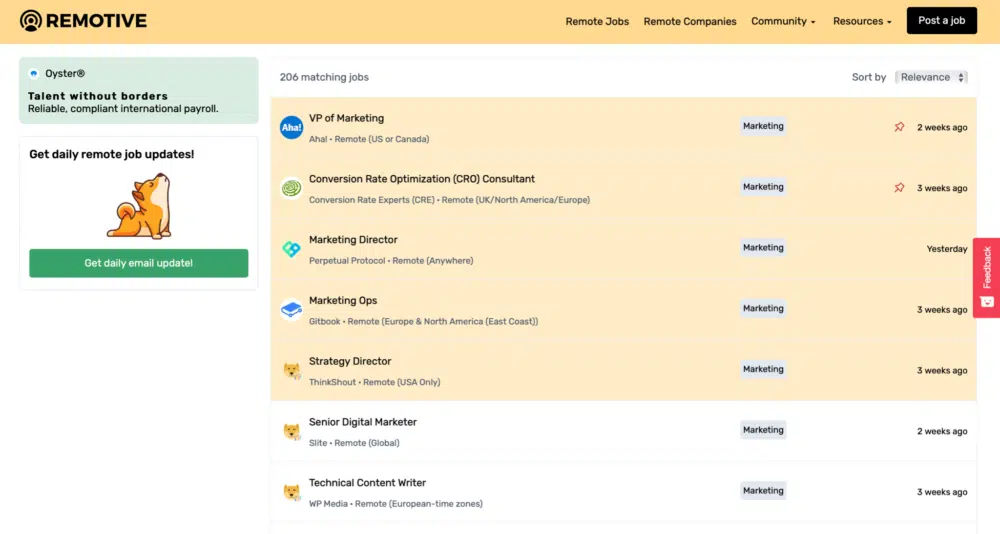 REMOTIVE
Remote Jobs Remote Companies Community Resources Post a job
Oyster®
Talent without borders
Reliable, compliant international payroll.
Get daily remote job updates!
Get daily email update!
206 matching jobs
Sort by Relevance
Aha!
VP of Marketing
Aha! • Remote (US or Canada)
Marketing
2 weeks ago
Conversion Rate Optimization (CRO) Consultant
Conversion Rate Experts (CRE) • Remote (UK/North America/Europe)
Marketing
3 weeks ago
Marketing Director
Perpetual Protocol • Remote (Anywhere)
Marketing
Yesterday
Marketing Ops
Gitbook • Remote (Europe & North America (East Coast))
Marketing
3 weeks ago
Strategy Director
ThinkShout • Remote (USA Only)
Marketing
3 weeks ago
Senior Digital Marketer
Slite • Remote (Global)
Marketing
2 weeks ago
Technical Content Writer
WP Media • Remote (European-time zones)
Marketing
3 weeks ago
Feedback